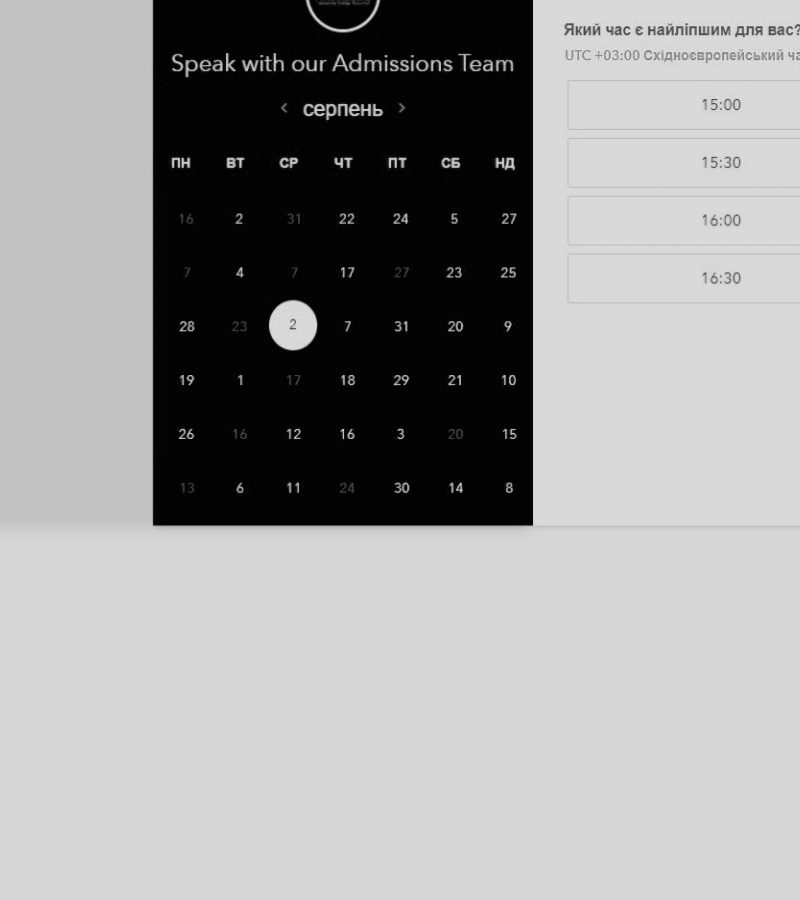 Speak with our Admissions Team
‹ серпень ›
ПН ВТ СР ЧТ ПТ СБ НД
16 2 31 22 24 5 27
7 4 7 17 27 23 25
28 23 2 7 31 20 9
19 1 17 18 29 21 10
26 16 12 16 3 20 15
13 6 11 24 30 14 8
Який час є найліпшим для вас?
UTC +03:00 Східноєвропейський ча
15:00
15:30
16:00
16:30